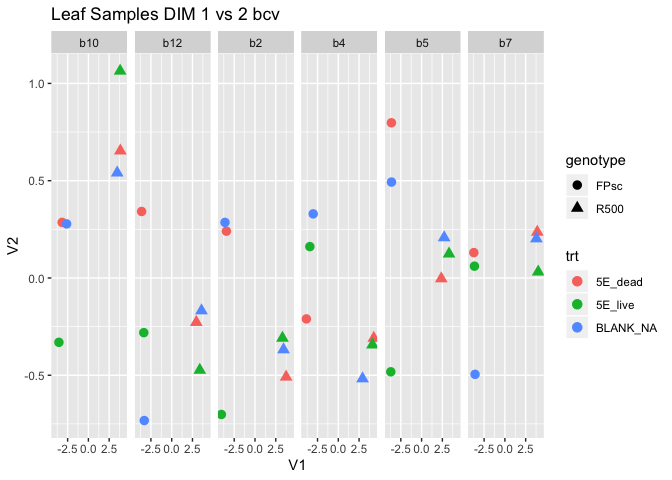 Leaf Samples DIM 1 vs 2 bcv
b10 b12 b2 b4 b5 b7
1.0
0.5
0.0
-0.5
V2
-2.5 0.0 2.5 -2.5 0.0 2.5 -2.5 0.0 2.5 -2.5 0.0 2.5 -2.5 0.0 2.5 -2.5 0.0 2.5
V1
genotype
FPsc
R500
trt
5E_dead
5E_live
BLANK_NA